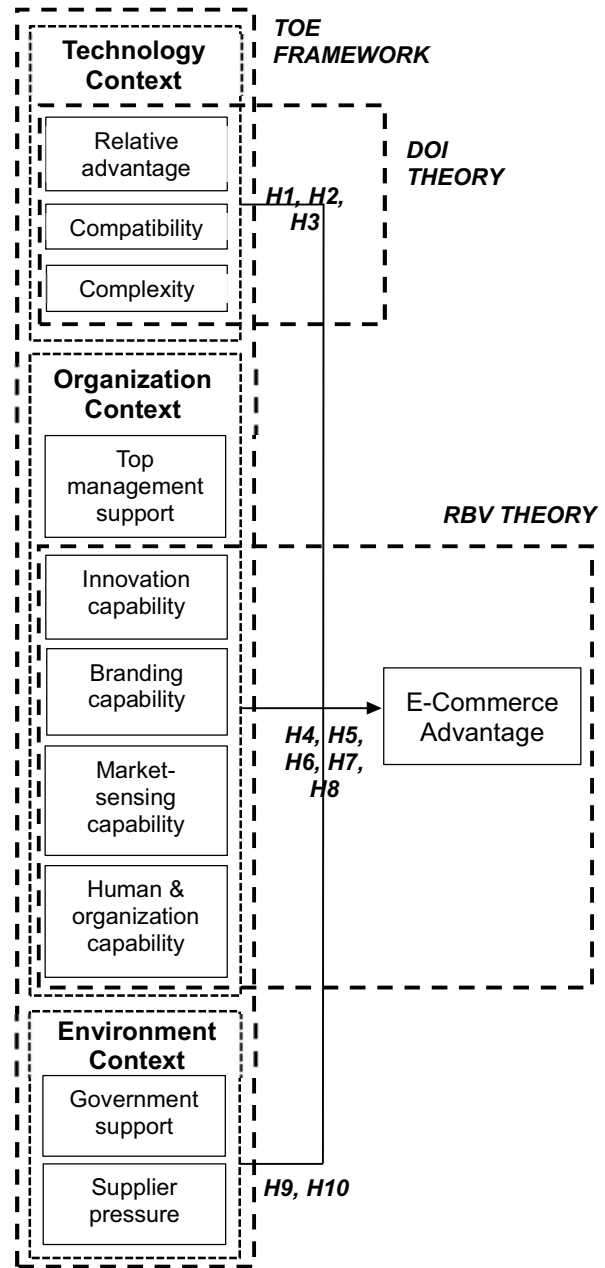 TOE
FRAMEWORK
Technology
Context
DOI
THEORY
Relative
advantage
H1, H2,
H3
Compatibility
Complexity
Organization
Context
Top
management
support
RBV THEORY
Innovation
capability
Branding
capability
E-Commerce
Advantage
H4, H5,
H6, H7,
H8
Market-
sensing
capability
Human &
organization
capability
Environment
Context
Government
support
Supplier
pressure
H9, H10